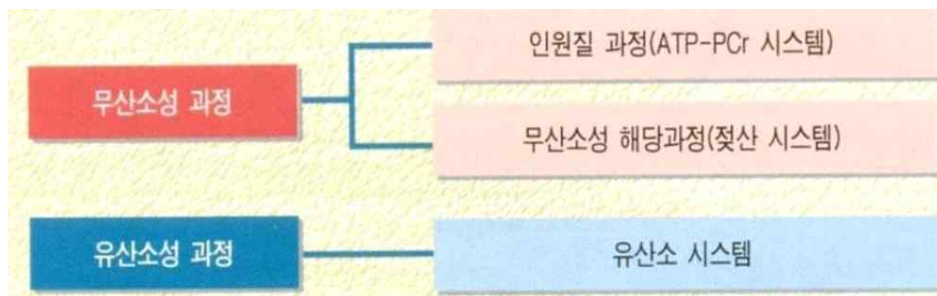 무산소성 과정
인원질 과정(ATP-PCr 시스템)
무산소성 해당과정(젖산 시스템)
유산소성 과정
유산소 시스템